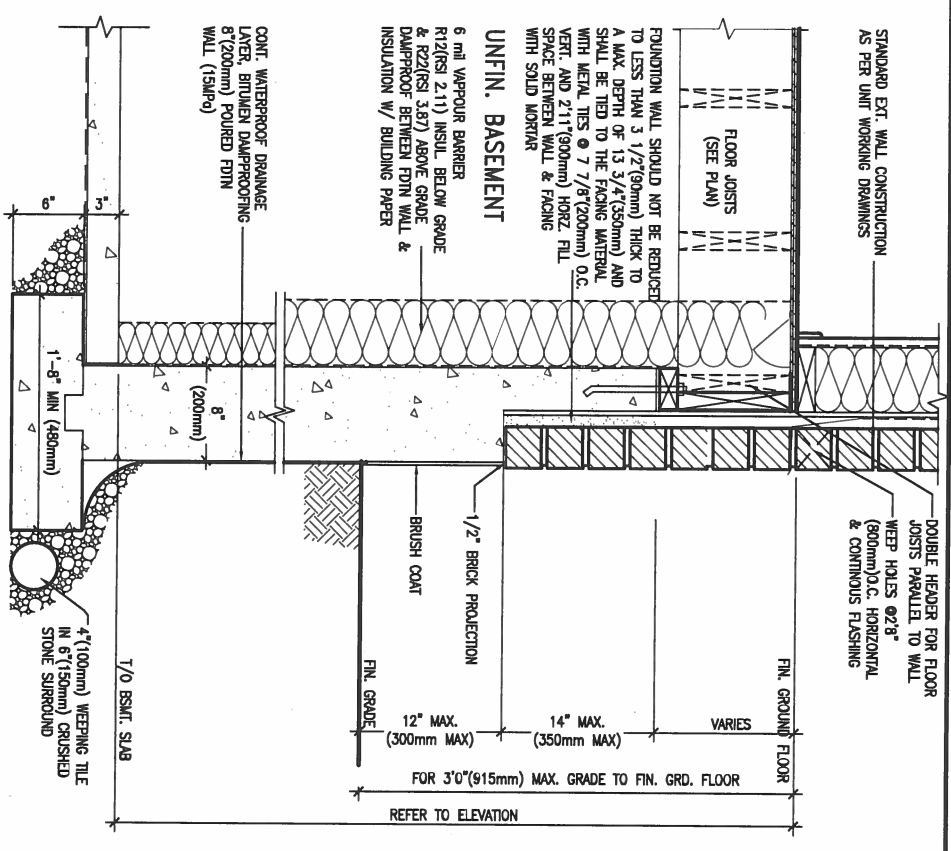 STANDARD EXT. WALL CONSTRUCTION
AS PER UNIT WORKING DRAWINGS
FLOOR JOISTS
(SEE PLAN)
FOUNDTION WALL SHOULD NOT BE REDUCED
TO LESS THAN 3 1/2"(90mm) THICK TO
A MAX. DEPTH OF 13 3/4"(350mm) AND
SHALL BE TIED TO THE FACING MATERIAL
WITH METAL TIES @ 7 7/8"(200mm) O.C.
VERT. AND 2'11"(900mm) HORZ. FILL
SPACE BETWEEN WALL & FACING
WITH SOLID MORTAR
UNFIN. BASEMENT
6 mil VAPPOUR BARRIER
R12(RSI 2.11) INSUL BELOW GRADE
& R22(RSI 3.87) ABOVE GRADE
DAMPPROOF BETWEEN FDTN WALL &
INSULATION W/ BUILDING PAPER
CONT. WATERPROOF DRAINAGE
LAYER, BITUMEN DAMPPROOFING
8"(200mm) POURED FDTN
WALL (15MPa)
3"
6"
8"
(200mm)
1'-8" MIN (480mm)
DOUBLE HEADER FOR FLOOR
JOISTS PARALLEL TO WALL
WEEP HOLES @2'8"
(800mm)O.C. HORIZONTAL
& CONTINOUS FLASHING
FIN. GROUND FLOOR
VARIES
14" MAX.
(350mm MAX)
1/2" BRICK PROJECTION
12" MAX.
(300mm MAX)
BRUSH COAT
FIN. GRADE
FOR 3'0"(915mm) MAX. GRADE TO FIN. GRD. FLOOR
REFER TO ELEVATION
T/O BSMT. SLAB
4"(100mm) WEEPING TILE
IN 6"(150mm) CRUSHED
STONE SURROUND